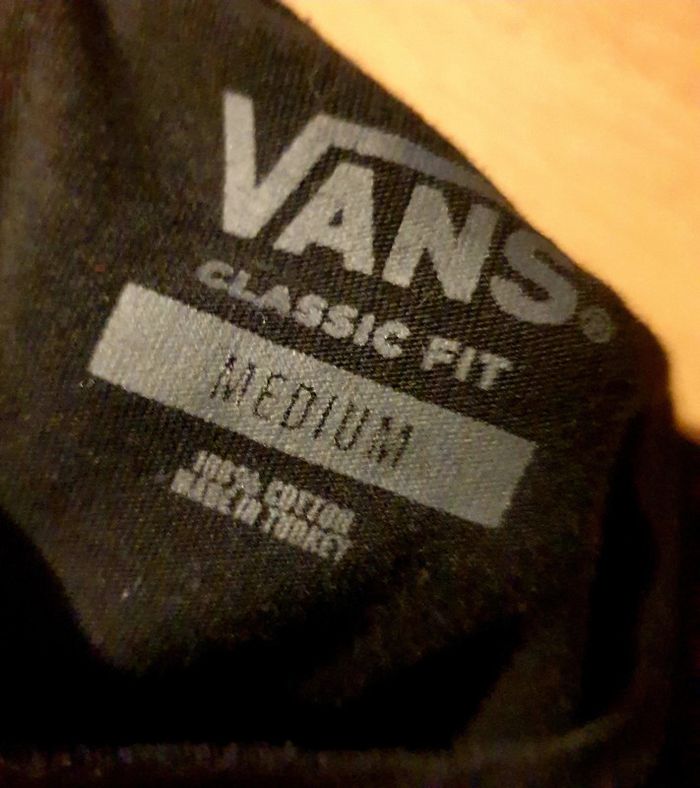 VANS®
CLASSIC FIT
MEDIUM
100% COTTON
MADE IN TURKEY